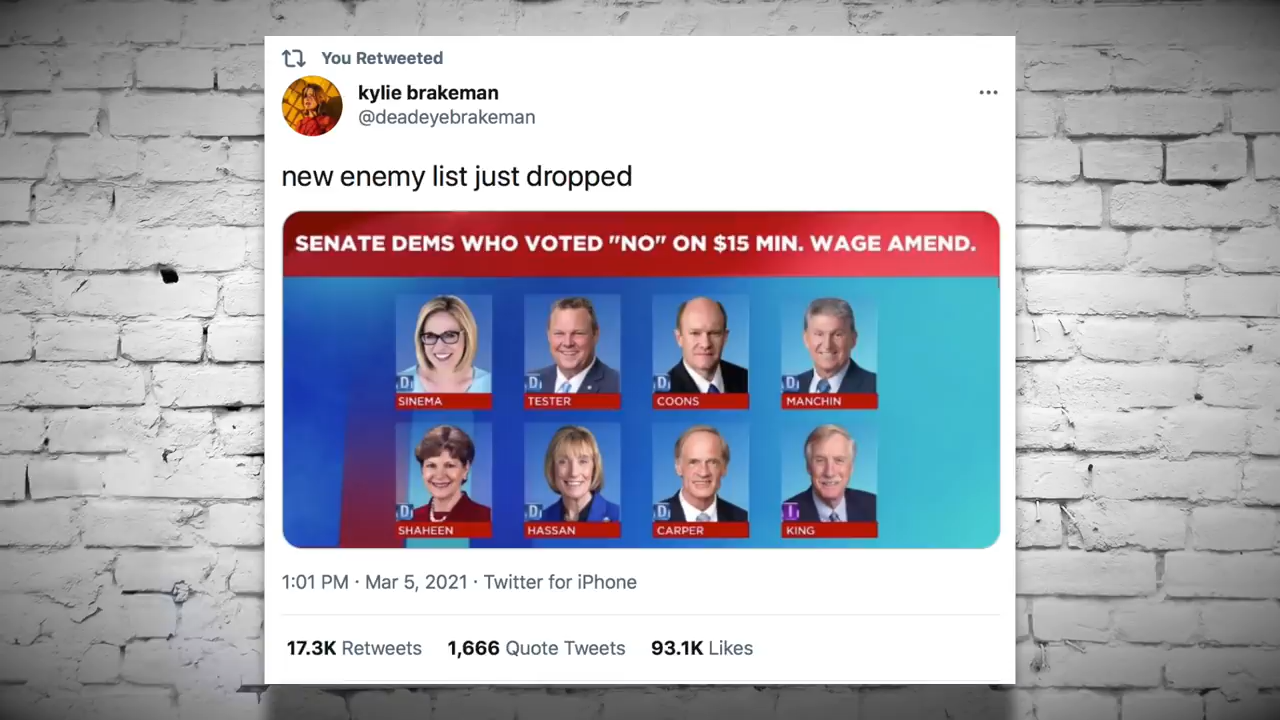 You Retweeted
kylie brakeman
@deadeyebrakeman
new enemy list just dropped
SENATE DEMS WHO VOTED "NO" ON $15 MIN. WAGE AMEND.
D D D D
SINEMA TESTER COONS MANCHIN
D D D I
SHAHEEN HASSAN CARPER KING
1:01 PM · Mar 5, 2021 · Twitter for iPhone
17.3K Retweets 1,666 Quote Tweets 93.1K Likes